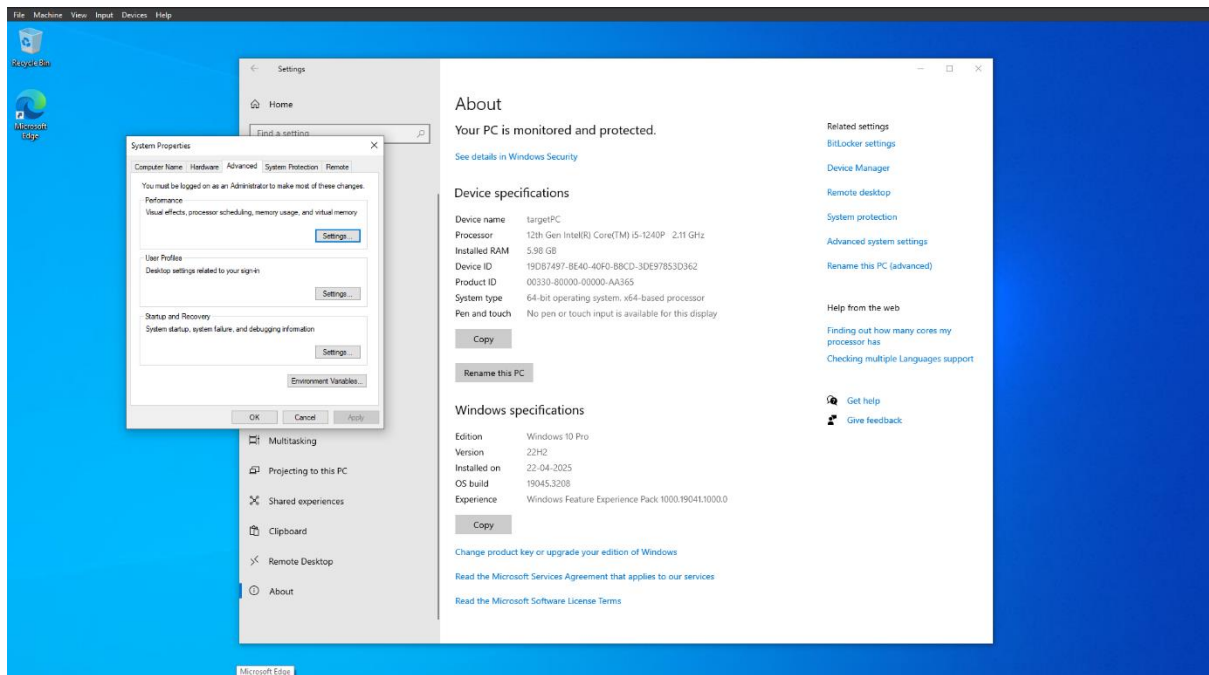 File Machine View Input Devices Help
Recycle Bin
Microsoft
Edge
Settings
Home
Find a setting
System Properties
Computer Name Hardware Advanced System Protection Remote
You must be logged on as an Administrator to make most of these changes.
Performance
Visual effects, processor scheduling, memory usage, and virtual memory
Settings...
User Profiles
Desktop settings related to your sign-in
Settings...
Startup and Recovery
System startup, system failure, and debugging information
Settings...
Environment Variables...
OK Cancel Apply
Multitasking
Projecting to this PC
Shared experiences
Clipboard
Remote Desktop
About
About
Your PC is monitored and protected.
See details in Windows Security
Device specifications
Device name targetPC
Processor 12th Gen Intel(R) Core(TM) i5-1240P 2.11 GHz
Installed RAM 5.98 GB
Device ID 19DB7497-8E40-40F0-B8CD-3DE97853D362
Product ID 00330-80000-00000-AA365
System type 64-bit operating system, x64-based processor
Pen and touch No pen or touch input is available for this display
Copy
Rename this PC
Windows specifications
Edition Windows 10 Pro
Version 22H2
Installed on 22-04-2025
OS build 19045.3208
Experience Windows Feature Experience Pack 1000.19041.1000.0
Copy
Change product key or upgrade your edition of Windows
Read the Microsoft Services Agreement that applies to our services
Read the Microsoft Software License Terms
Related settings
BitLocker settings
Device Manager
Remote desktop
System protection
Advanced system settings
Rename this PC (advanced)
Help from the web
Finding out how many cores my
processor has
Checking multiple Languages support
Get help
Give feedback
Microsoft Edge